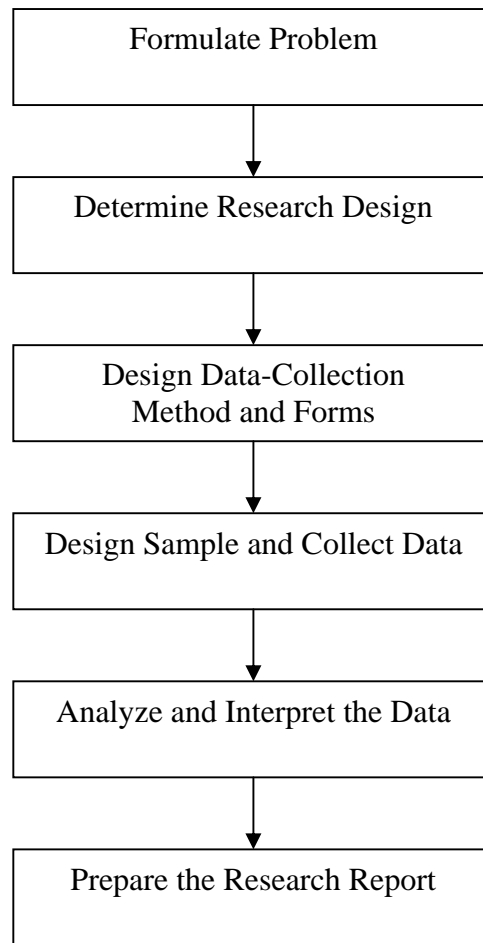 Formulate Problem
Determine Research Design
Design Data-Collection
Method and Forms
Design Sample and Collect Data
Analyze and Interpret the Data
Prepare the Research Report